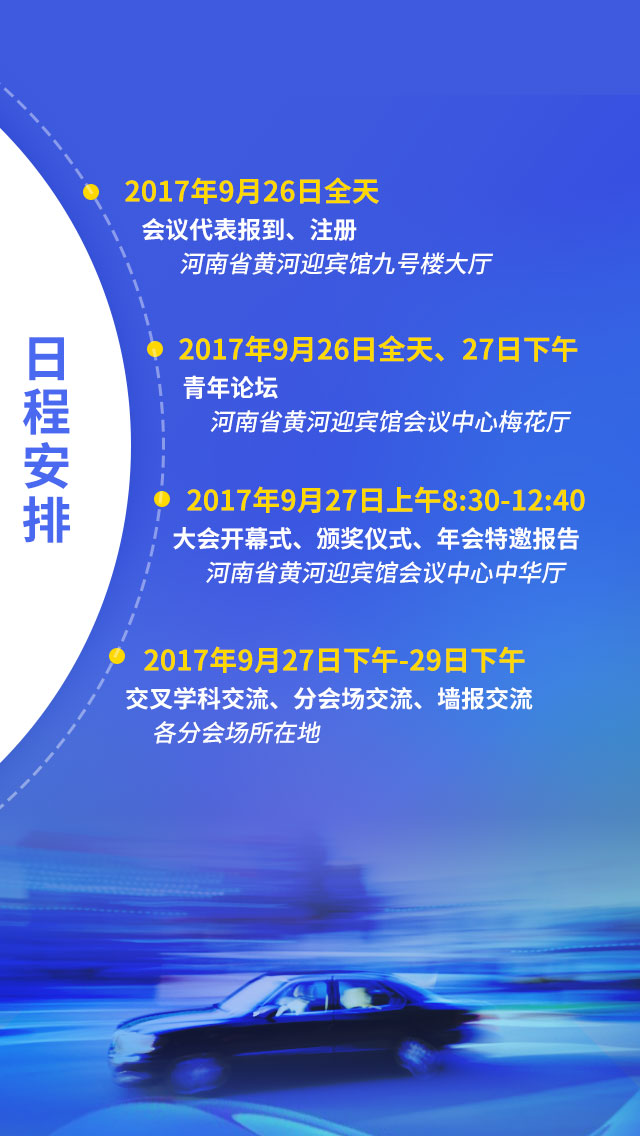 日程安排
2017年9月26日全天
会议代表报到、注册
河南省黄河迎宾馆九号楼大厅
2017年9月26日全天、27日下午
青年论坛
河南省黄河迎宾馆会议中心梅花厅
2017年9月27日上午8:30-12:40
大会开幕式、颁奖仪式、年会特邀报告
河南省黄河迎宾馆会议中心中华厅
2017年9月27日下午-29日下午
交叉学科交流、分会场交流、墙报交流
各分会场所在地